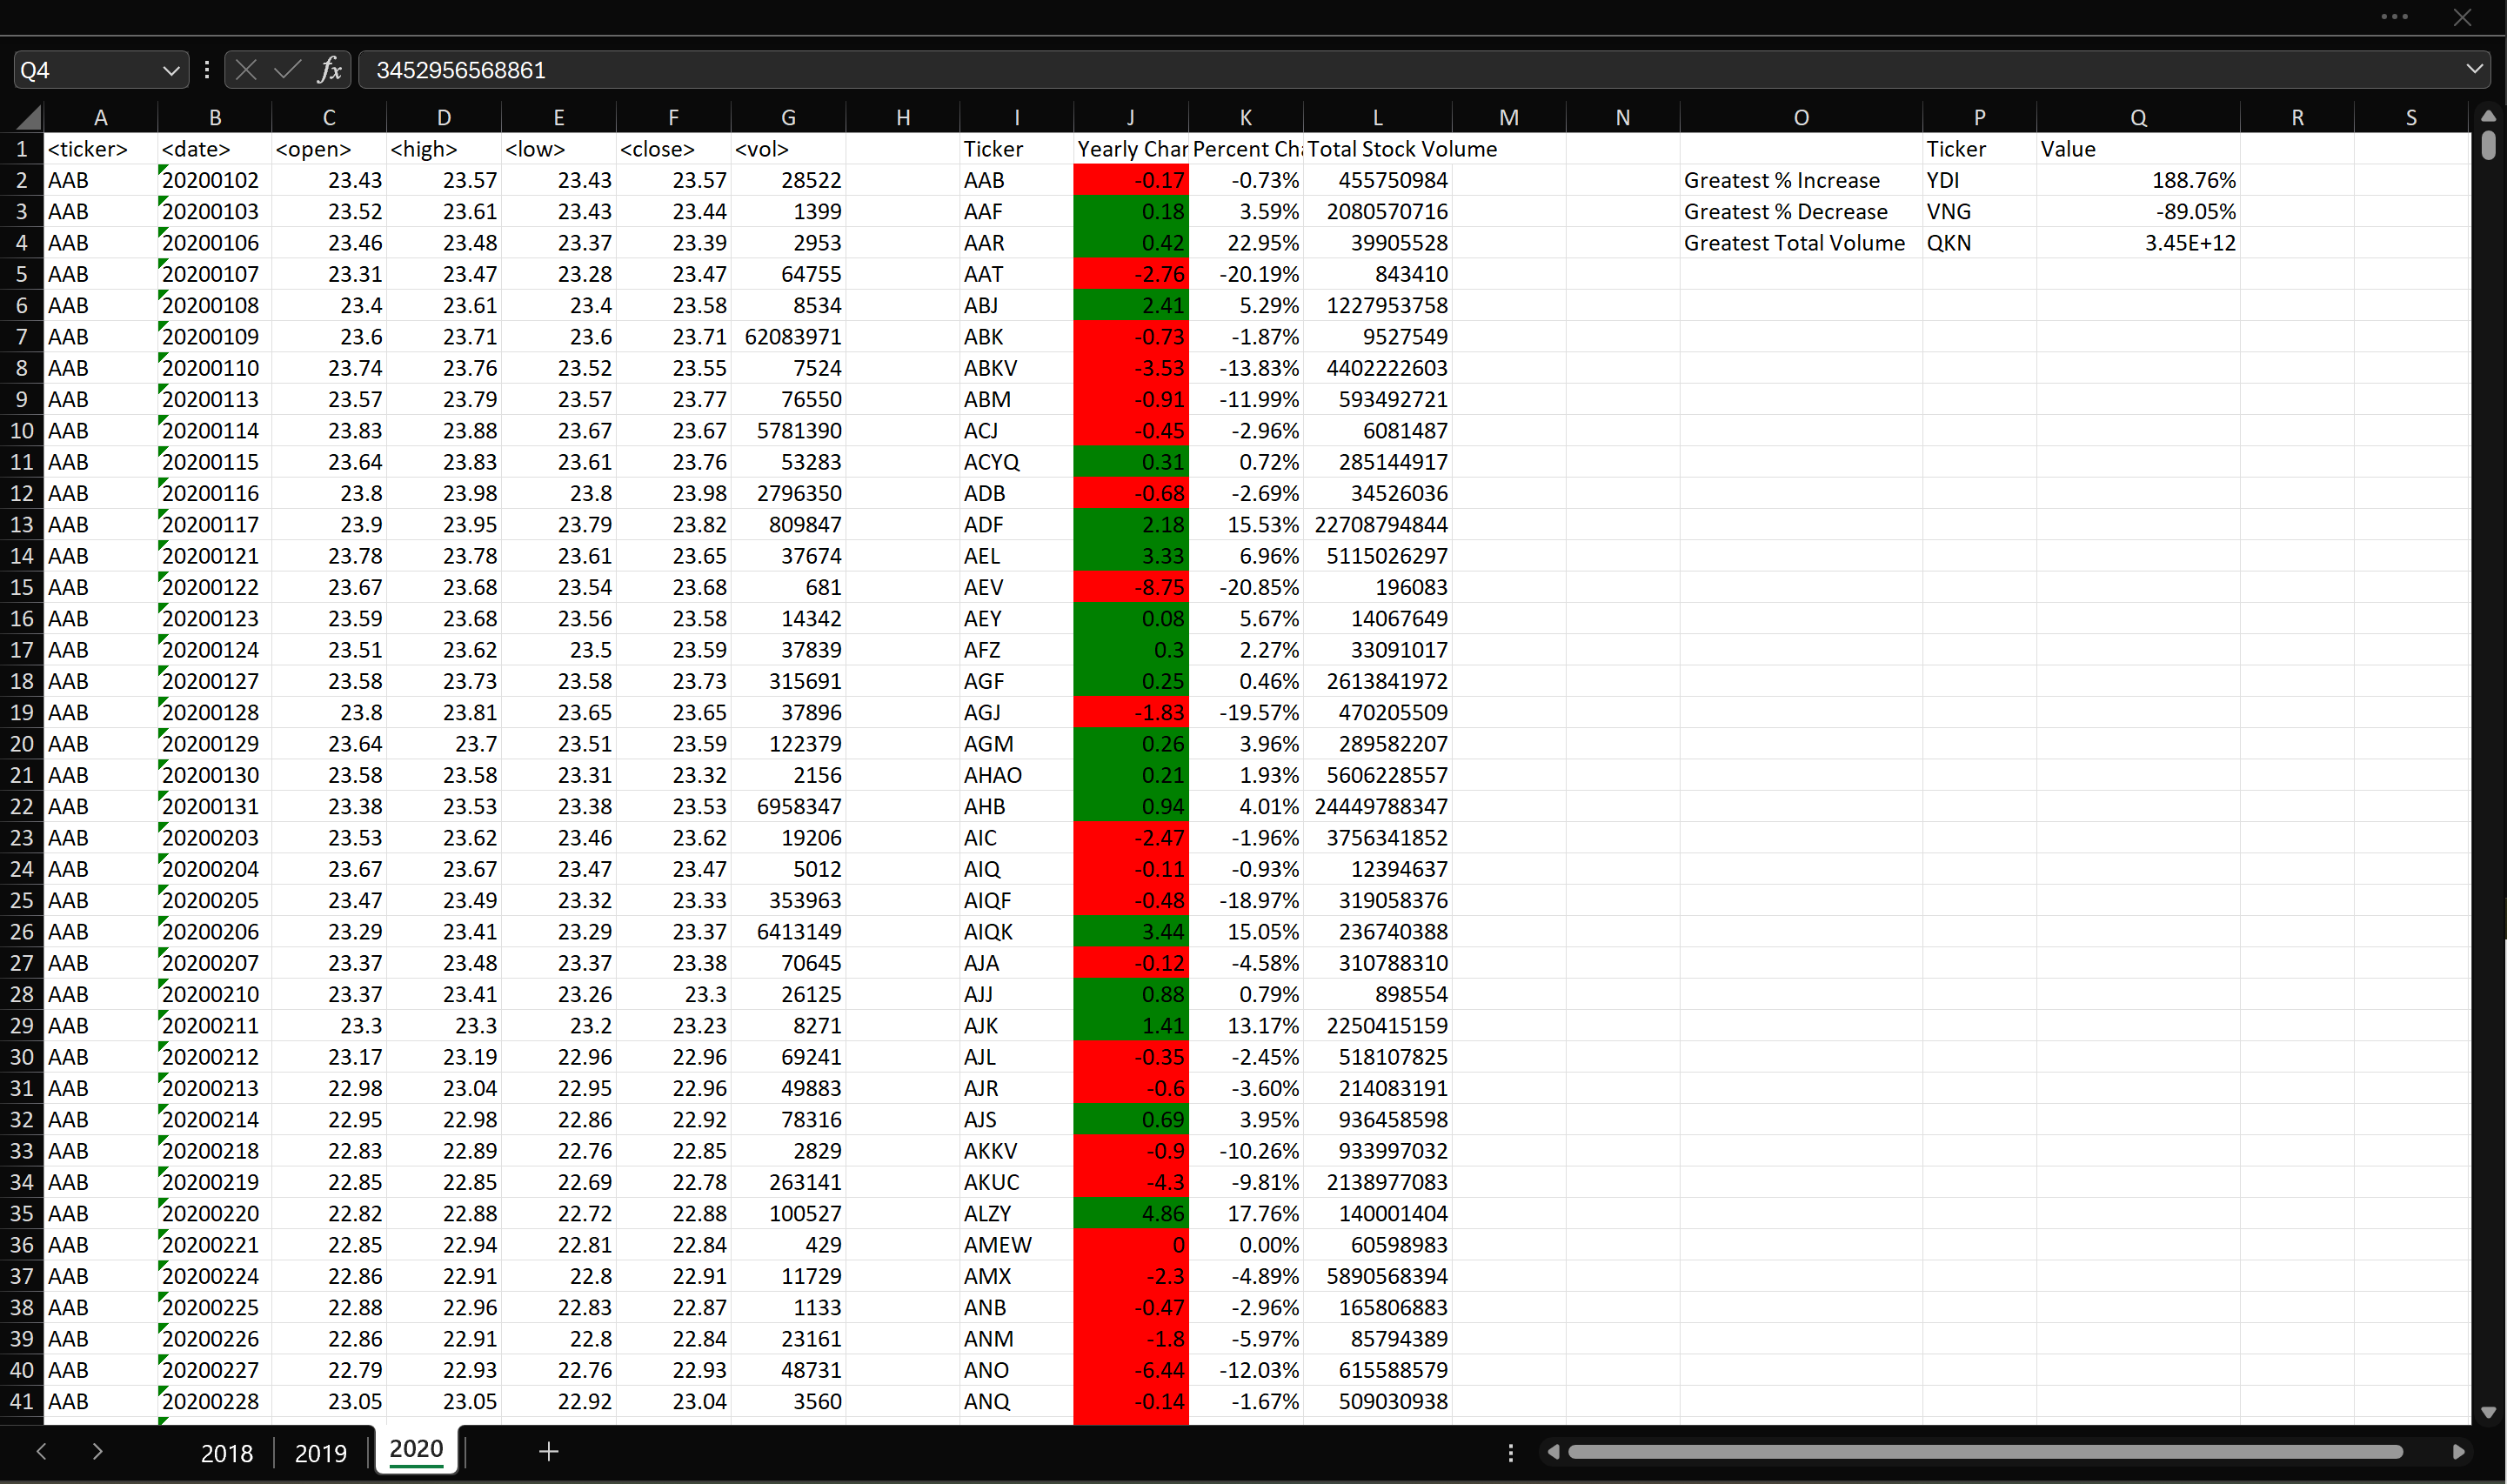 Q4 fx 3452956568861
A B C D E F G H I J K L M N O P Q R S
1 <ticker> <date> <open> <high> <low> <close> <vol> Ticker Yearly Char Percent Cha Total Stock Volume Ticker Value
2 AAB 20200102 23.43 23.57 23.43 23.57 28522 AAB -0.17 -0.73% 455750984 Greatest % Increase YDI 188.76%
3 AAB 20200103 23.52 23.61 23.43 23.44 1399 AAF 0.18 3.59% 2080570716 Greatest % Decrease VNG -89.05%
4 AAB 20200106 23.46 23.48 23.37 23.39 2953 AAR 0.42 22.95% 39905528 Greatest Total Volume QKN 3.45E+12
5 AAB 20200107 23.31 23.47 23.28 23.47 64755 AAT -2.76 -20.19% 843410
6 AAB 20200108 23.4 23.61 23.4 23.58 8534 ABJ 2.41 5.29% 1227953758
7 AAB 20200109 23.6 23.71 23.6 23.71 62083971 ABK -0.73 -1.87% 9527549
8 AAB 20200110 23.74 23.76 23.52 23.55 7524 ABKV -3.53 -13.83% 4402222603
9 AAB 20200113 23.57 23.79 23.57 23.77 76550 ABM -0.91 -11.99% 593492721
10 AAB 20200114 23.83 23.88 23.67 23.67 5781390 ACJ -0.45 -2.96% 6081487
11 AAB 20200115 23.64 23.83 23.61 23.76 53283 ACYQ 0.31 0.72% 285144917
12 AAB 20200116 23.8 23.98 23.8 23.98 2796350 ADB -0.68 -2.69% 34526036
13 AAB 20200117 23.9 23.95 23.79 23.82 809847 ADF 2.18 15.53% 22708794844
14 AAB 20200121 23.78 23.78 23.61 23.65 37674 AEL 3.33 6.96% 5115026297
15 AAB 20200122 23.67 23.68 23.54 23.68 681 AEV -8.75 -20.85% 196083
16 AAB 20200123 23.59 23.68 23.56 23.58 14342 AEY 0.08 5.67% 14067649
17 AAB 20200124 23.51 23.62 23.5 23.59 37839 AFZ 0.3 2.27% 33091017
18 AAB 20200127 23.58 23.73 23.58 23.73 315691 AGF 0.25 0.46% 2613841972
19 AAB 20200128 23.8 23.81 23.65 23.65 37896 AGJ -1.83 -19.57% 470205509
20 AAB 20200129 23.64 23.7 23.51 23.59 122379 AGM 0.26 3.96% 289582207
21 AAB 20200130 23.58 23.58 23.31 23.32 2156 AHAO 0.21 1.93% 5606228557
22 AAB 20200131 23.38 23.53 23.38 23.53 6958347 AHB 0.94 4.01% 24449788347
23 AAB 20200203 23.53 23.62 23.46 23.62 19206 AIC -2.47 -1.96% 3756341852
24 AAB 20200204 23.67 23.67 23.47 23.47 5012 AIQ -0.11 -0.93% 12394637
25 AAB 20200205 23.47 23.49 23.32 23.33 353963 AIQF -0.48 -18.97% 319058376
26 AAB 20200206 23.29 23.41 23.29 23.37 6413149 AIQK 3.44 15.05% 236740388
27 AAB 20200207 23.37 23.48 23.37 23.38 70645 AJA -0.12 -4.58% 310788310
28 AAB 20200210 23.37 23.41 23.26 23.3 26125 AJJ 0.88 0.79% 898554
29 AAB 20200211 23.3 23.3 23.2 23.23 8271 AJK 1.41 13.17% 2250415159
30 AAB 20200212 23.17 23.19 22.96 22.96 69241 AJL -0.35 -2.45% 518107825
31 AAB 20200213 22.98 23.04 22.95 22.96 49883 AJR -0.6 -3.60% 214083191
32 AAB 20200214 22.95 22.98 22.86 22.92 78316 AJS 0.69 3.95% 936458598
33 AAB 20200218 22.83 22.89 22.76 22.85 2829 AKKV -0.9 -10.26% 933997032
34 AAB 20200219 22.85 22.85 22.69 22.78 263141 AKUC -4.3 -9.81% 2138977083
35 AAB 20200220 22.82 22.88 22.72 22.88 100527 ALZY 4.86 17.76% 140001404
36 AAB 20200221 22.85 22.94 22.81 22.84 429 AMEW 0 0.00% 60598983
37 AAB 20200224 22.86 22.91 22.8 22.91 11729 AMX -2.3 -4.89% 5890568394
38 AAB 20200225 22.88 22.96 22.83 22.87 1133 ANB -0.47 -2.96% 165806883
39 AAB 20200226 22.86 22.91 22.8 22.84 23161 ANM -1.8 -5.97% 85794389
40 AAB 20200227 22.79 22.93 22.76 22.93 48731 ANO -6.44 -12.03% 615588579
41 AAB 20200228 23.05 23.05 22.92 23.04 3560 ANQ -0.14 -1.67% 509030938
2018 2019 2020